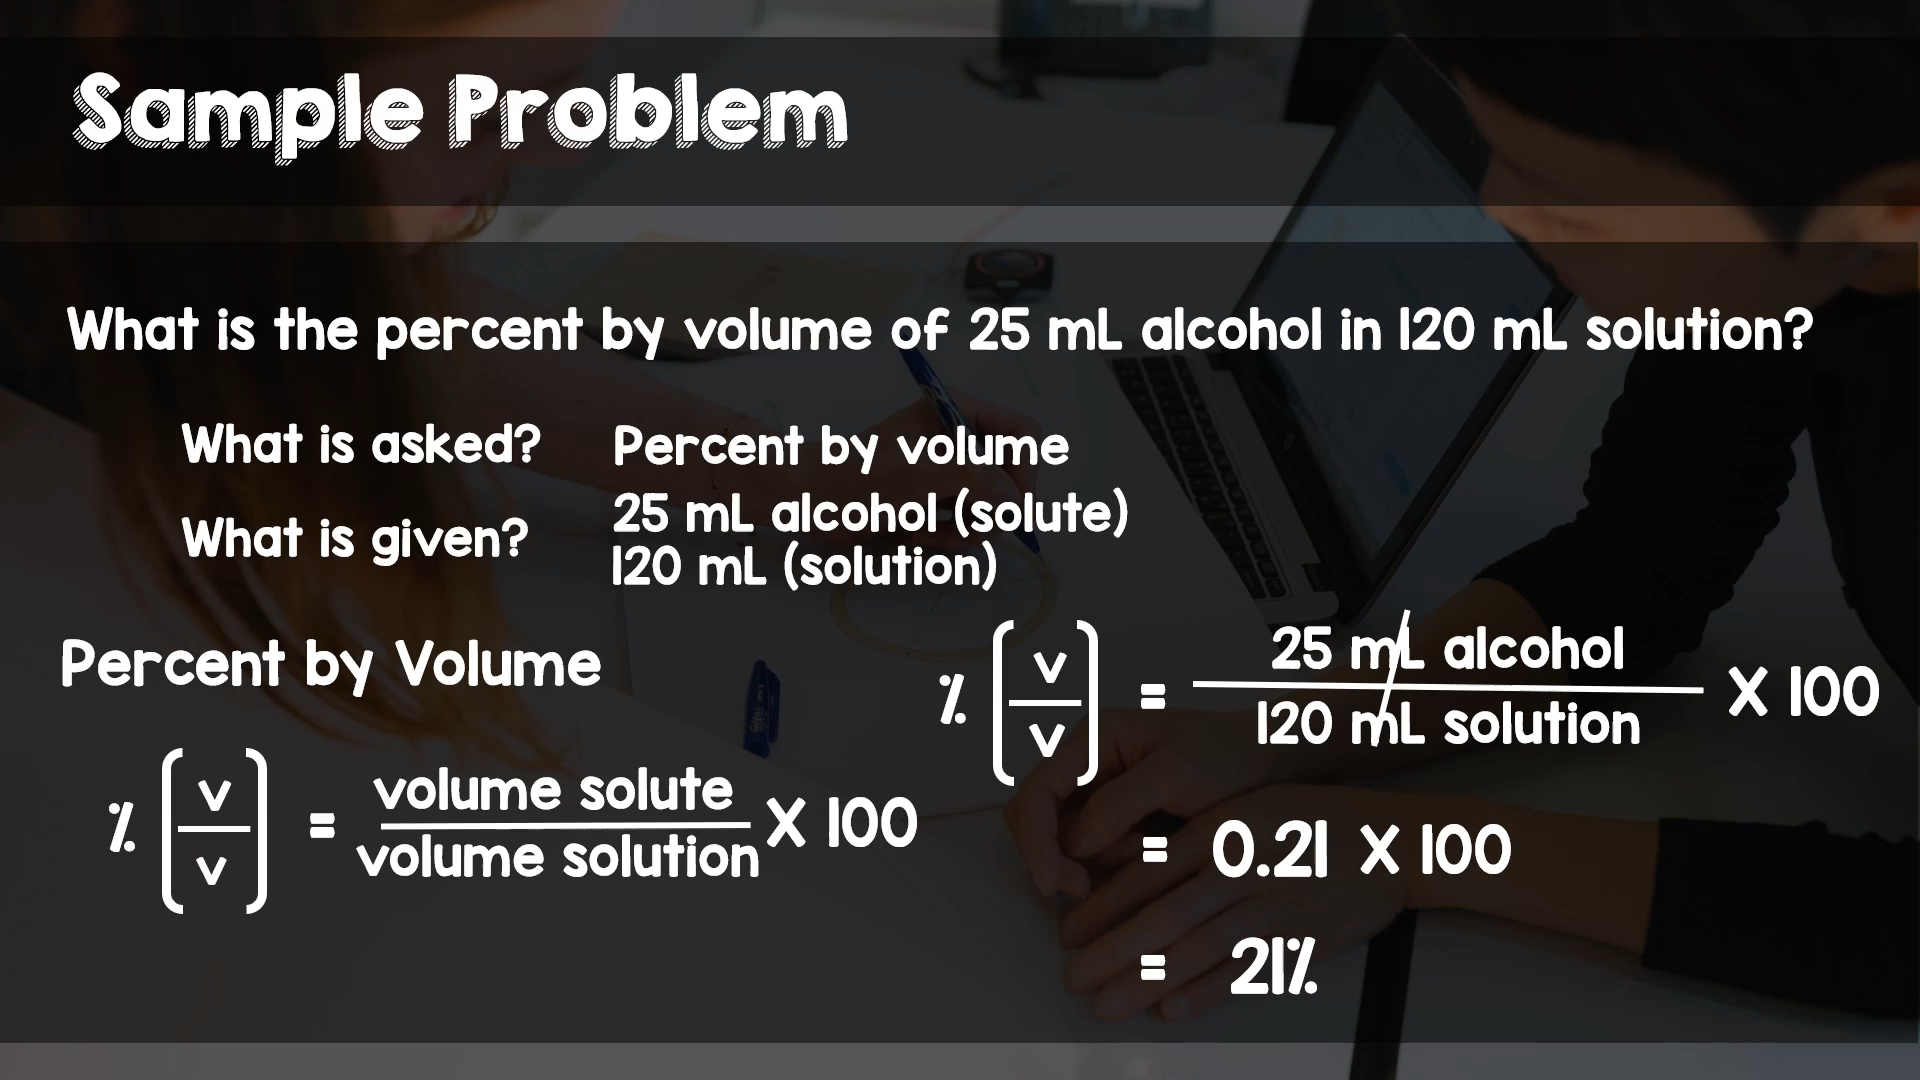 Sample Problem
What is the percent by volume of 25 mL alcohol in 120 mL solution?
What is asked? Percent by volume
What is given? 25 mL alcohol (solute)
120 mL (solution)
Percent by Volume
% (v/v) = volume solute / volume solution X 100
% (v/v) = 25 mL alcohol / 120 mL solution X 100
= 0.21 X 100
= 21%